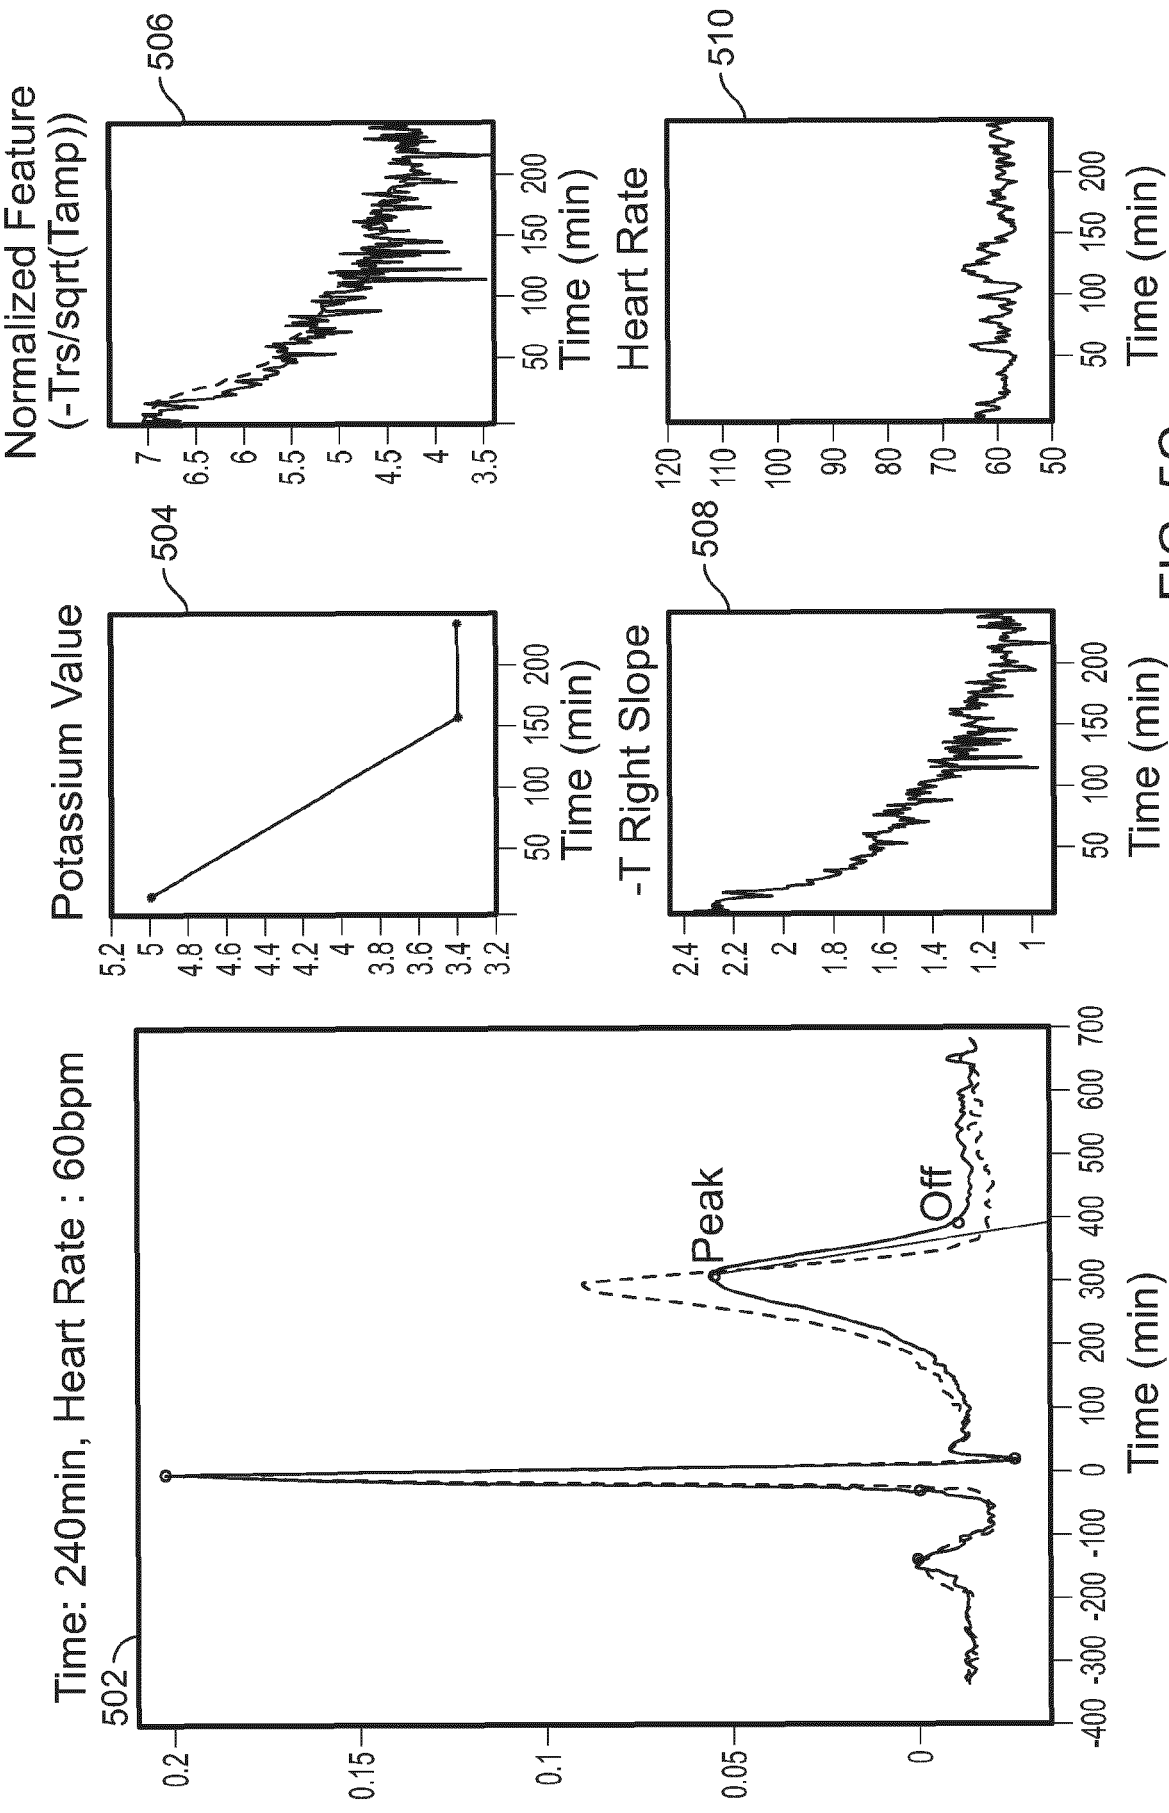 Time: 240min, Heart Rate : 60bpm
502
0.2
0.15
0.1
0.05
0
Peak
Off
-400 -300 -200 -100 0 100 200 300 400 500 600 700
Time (min)
Potassium Value
504
5.2
5
4.8
4.6
4.4
4.2
4
3.8
3.6
3.4
3.2
50 100 150 200
Time (min)
Normalized Feature
(-Trs/sqrt(Tamp))
506
7
6.5
6
5.5
5
4.5
4
3.5
50 100 150 200
Time (min)
-T Right Slope
508
2.4
2.2
2
1.8
1.6
1.4
1.2
1
50 100 150 200
Time (min)
Heart Rate
510
120
110
100
90
80
70
60
50
50 100 150 200
Time (min)